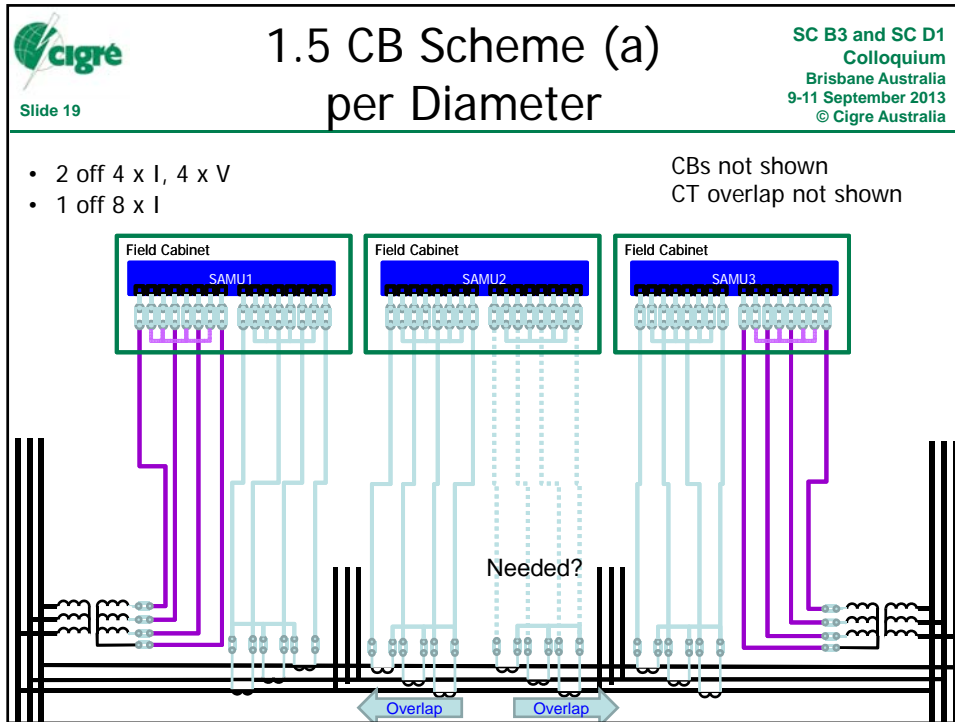 cigré
Slide 19
1.5 CB Scheme (a)
per Diameter
SC B3 and SC D1
Colloquium
Brisbane Australia
9-11 September 2013
© Cigre Australia
• 2 off 4 x I, 4 x V
• 1 off 8 x I
CBs not shown
CT overlap not shown
Field Cabinet
SAMU1
Field Cabinet
SAMU2
Field Cabinet
SAMU3
Needed?
Overlap
Overlap